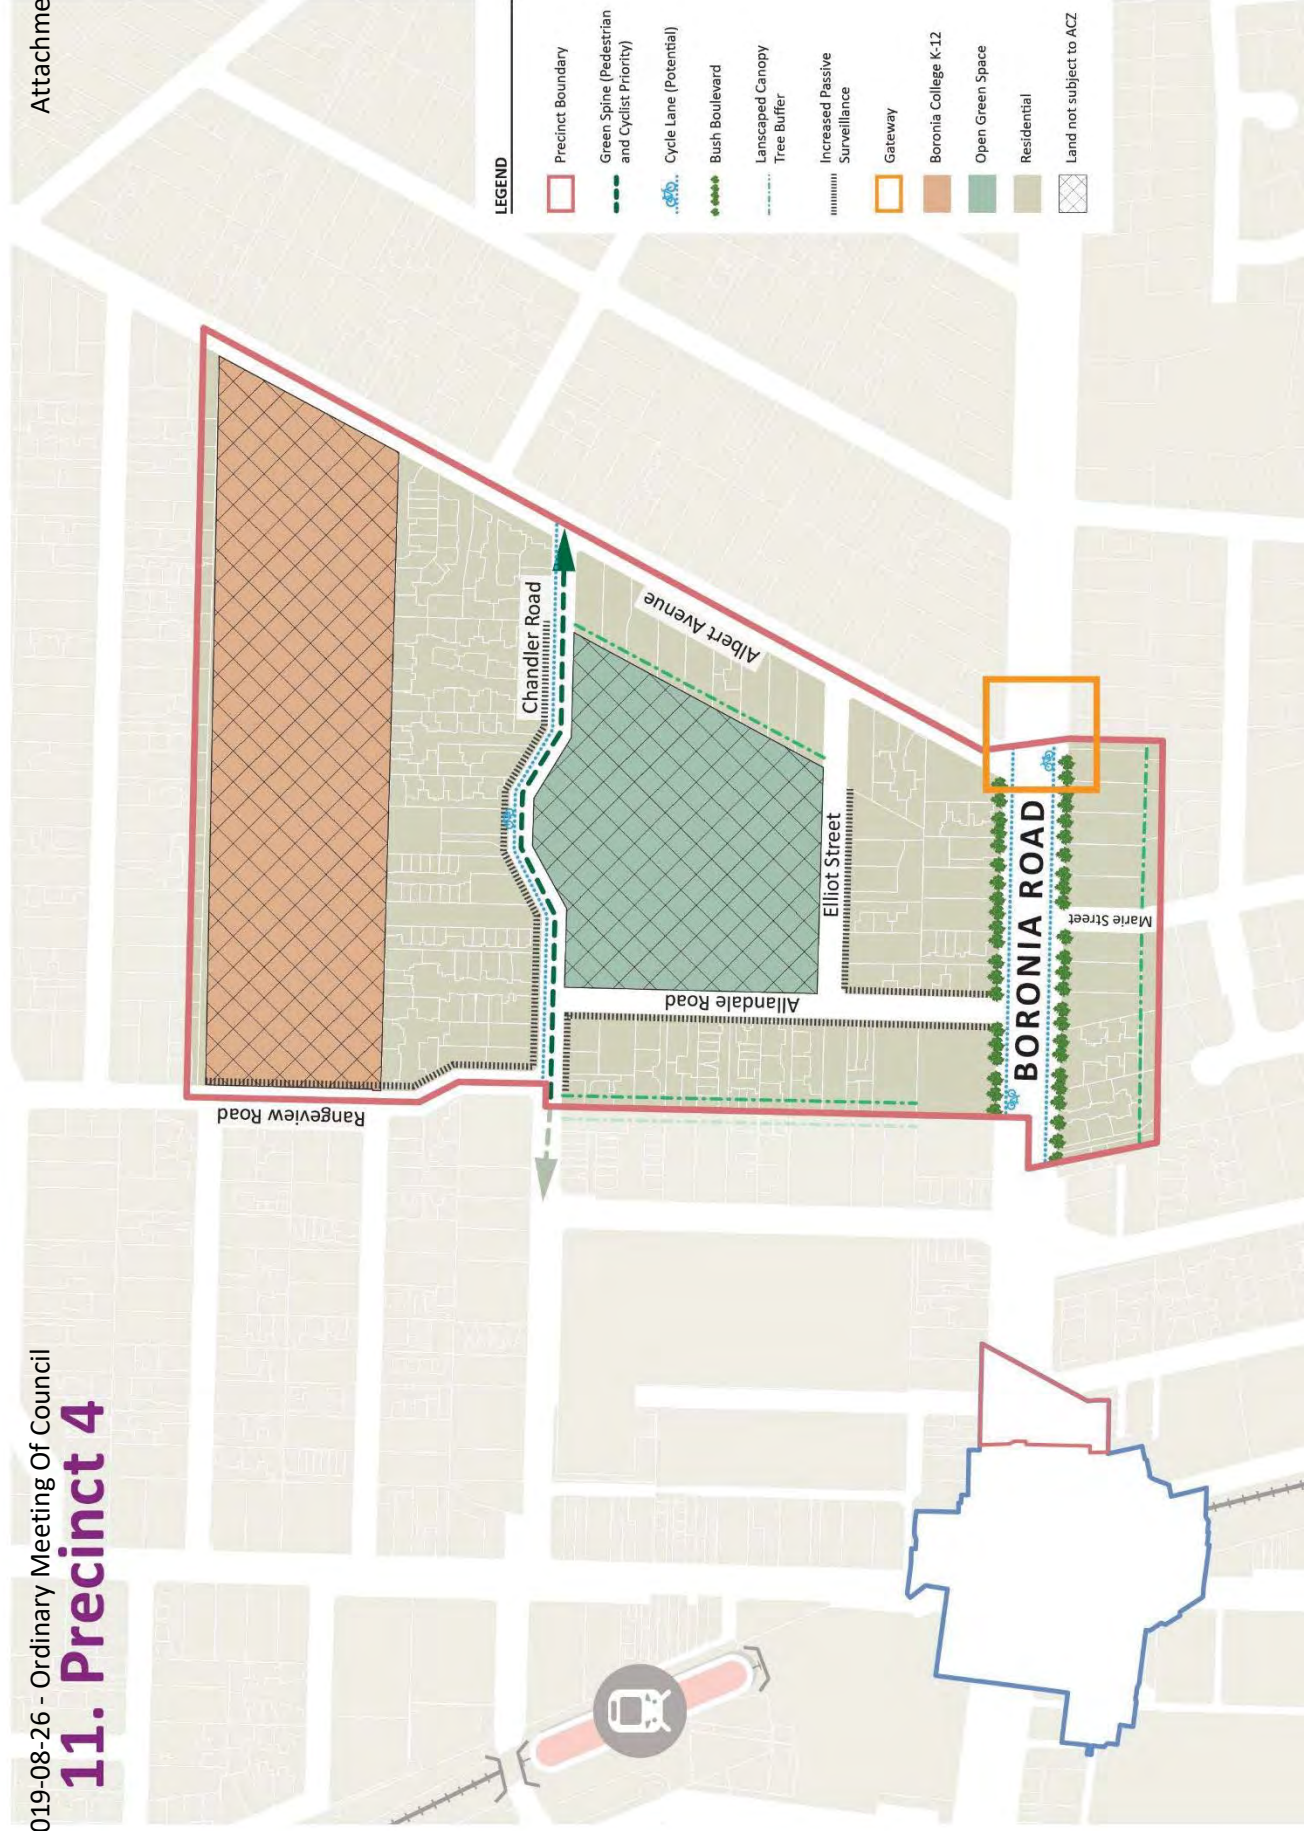 019-08-26 - Ordinary Meeting Of Council
Attachme
11. Precinct 4
LEGEND
Precinct Boundary
Green Spine (Pedestrian
and Cyclist Priority)
Cycle Lane (Potential)
Bush Boulevard
Lanscaped Canopy
Tree Buffer
Increased Passive
Surveillance
Gateway
Boronia College K-12
Open Green Space
Residential
Land not subject to ACZ
Rangeview Road
Chandler Road
Albert Avenue
Allandale Road
Elliot Street
BORONIA ROAD
Marie Street